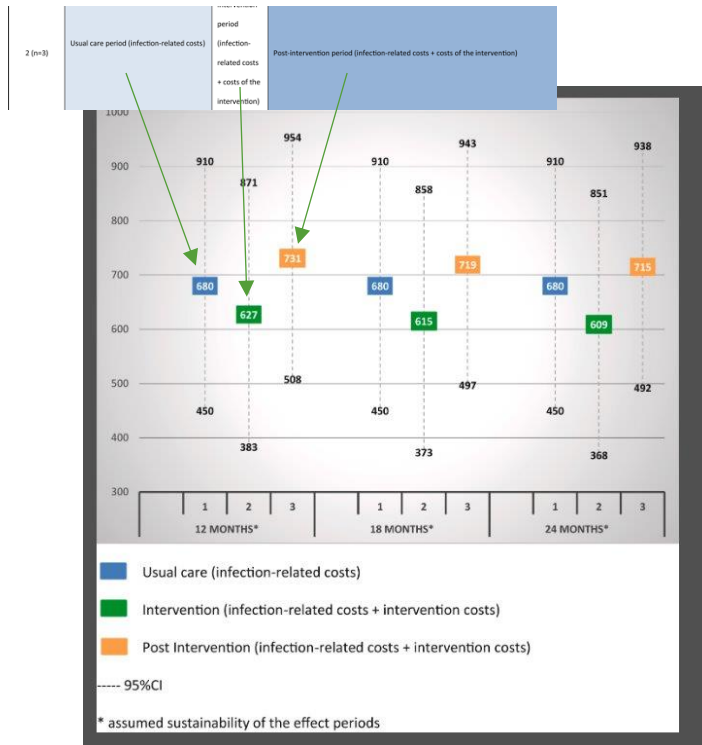 period
2 (n=3)
Usual care period (infection-related costs)
(infection-
related costs
+ costs of the
intervention)
Post-intervention period (infection-related costs + costs of the intervention)
1000
900
800
700
600
500
400
300
910
680
450
871
627
383
954
731
508
910
680
450
858
615
373
943
719
497
910
680
450
851
609
368
938
715
492
1 2 3 1 2 3 1 2 3
12 MONTHS* 18 MONTHS* 24 MONTHS*
Usual care (infection-related costs)
Intervention (infection-related costs + intervention costs)
Post Intervention (infection-related costs + intervention costs)
----- 95%CI
* assumed sustainability of the effect periods